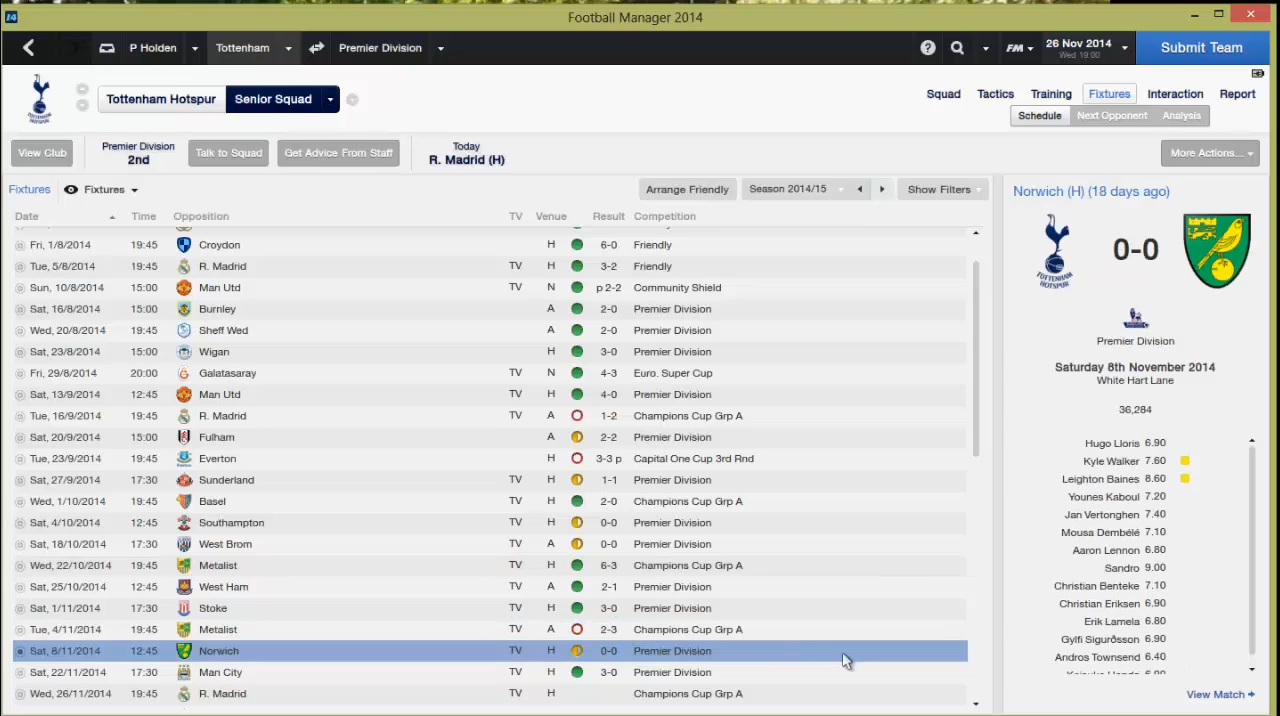 Football Manager 2014
P Holden Tottenham Premier Division FM 26 Nov 2014 Wed 19:00 Submit Team
Tottenham Hotspur Senior Squad
Squad Tactics Training Fixtures Interaction Report
Schedule Next Opponent Analysis
View Club Premier Division 2nd Talk to Squad Get Advice From Staff Today R. Madrid (H) More Actions...
Fixtures Fixtures Arrange Friendly Season 2014/15 Show Filters
Date Time Opposition TV Venue Result Competition
Fri, 1/8/2014 19:45 Croydon H 6-0 Friendly
Tue, 5/8/2014 19:45 R. Madrid TV H 3-2 Friendly
Sun, 10/8/2014 15:00 Man Utd TV N p 2-2 Community Shield
Sat, 16/8/2014 15:00 Burnley A 2-0 Premier Division
Wed, 20/8/2014 19:45 Sheff Wed A 2-0 Premier Division
Sat, 23/8/2014 15:00 Wigan H 3-0 Premier Division
Fri, 29/8/2014 20:00 Galatasaray TV N 4-3 Euro. Super Cup
Sat, 13/9/2014 12:45 Man Utd TV H 4-0 Premier Division
Tue, 16/9/2014 19:45 R. Madrid TV A 1-2 Champions Cup Grp A
Sat, 20/9/2014 15:00 Fulham A 2-2 Premier Division
Tue, 23/9/2014 19:45 Everton H 3-3 p Capital One Cup 3rd Rnd
Sat, 27/9/2014 17:30 Sunderland TV H 1-1 Premier Division
Wed, 1/10/2014 19:45 Basel TV H 2-0 Champions Cup Grp A
Sat, 4/10/2014 12:45 Southampton TV H 0-0 Premier Division
Sat, 18/10/2014 17:30 West Brom TV A 0-0 Premier Division
Wed, 22/10/2014 19:45 Metalist TV H 6-3 Champions Cup Grp A
Sat, 25/10/2014 12:45 West Ham TV A 2-1 Premier Division
Sat, 1/11/2014 17:30 Stoke TV H 3-0 Premier Division
Tue, 4/11/2014 19:45 Metalist TV A 2-3 Champions Cup Grp A
Sat, 8/11/2014 12:45 Norwich TV H 0-0 Premier Division
Sat, 22/11/2014 17:30 Man City TV H 3-0 Premier Division
Wed, 26/11/2014 19:45 R. Madrid TV H Champions Cup Grp A
Norwich (H) (18 days ago)
0-0
TOTTENHAM HOTSPUR
Premier Division
Saturday 8th November 2014
White Hart Lane
36,284
Hugo Lloris 6.90
Kyle Walker 7.60
Leighton Baines 8.60
Younes Kaboul 7.20
Jan Vertonghen 7.40
Mousa Dembélé 7.10
Aaron Lennon 6.80
Sandro 9.00
Christian Benteke 7.10
Christian Eriksen 6.90
Erik Lamela 6.80
Gylfi Sigurðsson 6.90
Andros Townsend 6.40
View Match